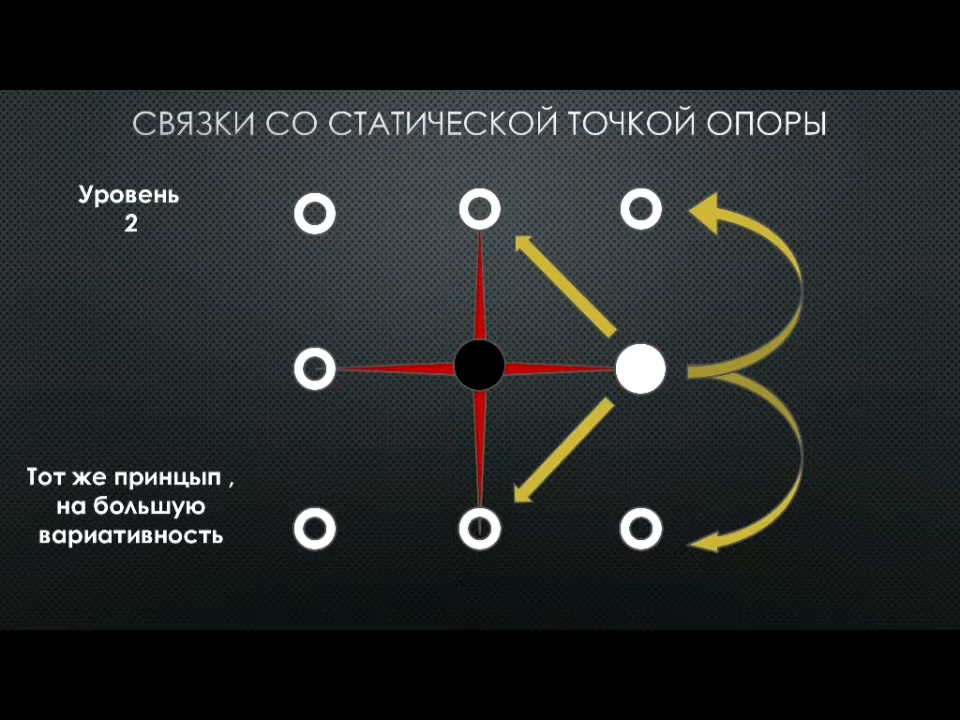 СВЯЗКИ СО СТАТИЧЕСКОЙ ТОЧКОЙ ОПОРЫ
Уровень
2
Тот же принцып ,
на большую
вариативность